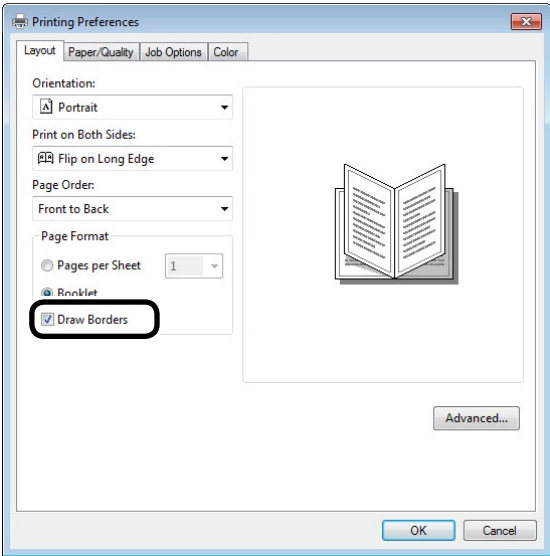 Printing Preferences
Layout Paper/Quality Job Options Color
Orientation:
Portrait
Print on Both Sides:
Flip on Long Edge
Page Order:
Front to Back
Page Format
Pages per Sheet 1
Booklet
Draw Borders
Advanced...
OK Cancel